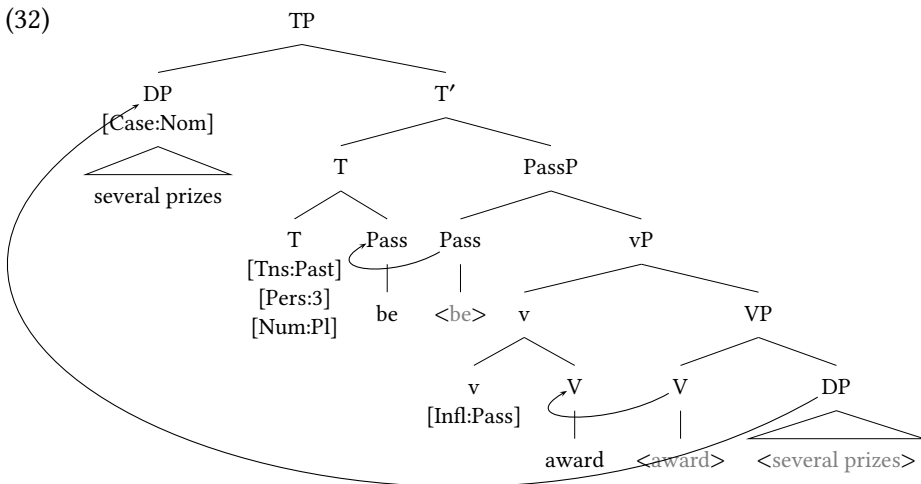 (32)
TP
DP T′
[Case:Nom]
several prizes
T PassP
T Pass Pass vP
[Tns:Past]
[Pers:3]
[Num:Pl]
be <be>
v VP
v V V DP
[Infl:Pass]
award <award> <several prizes>